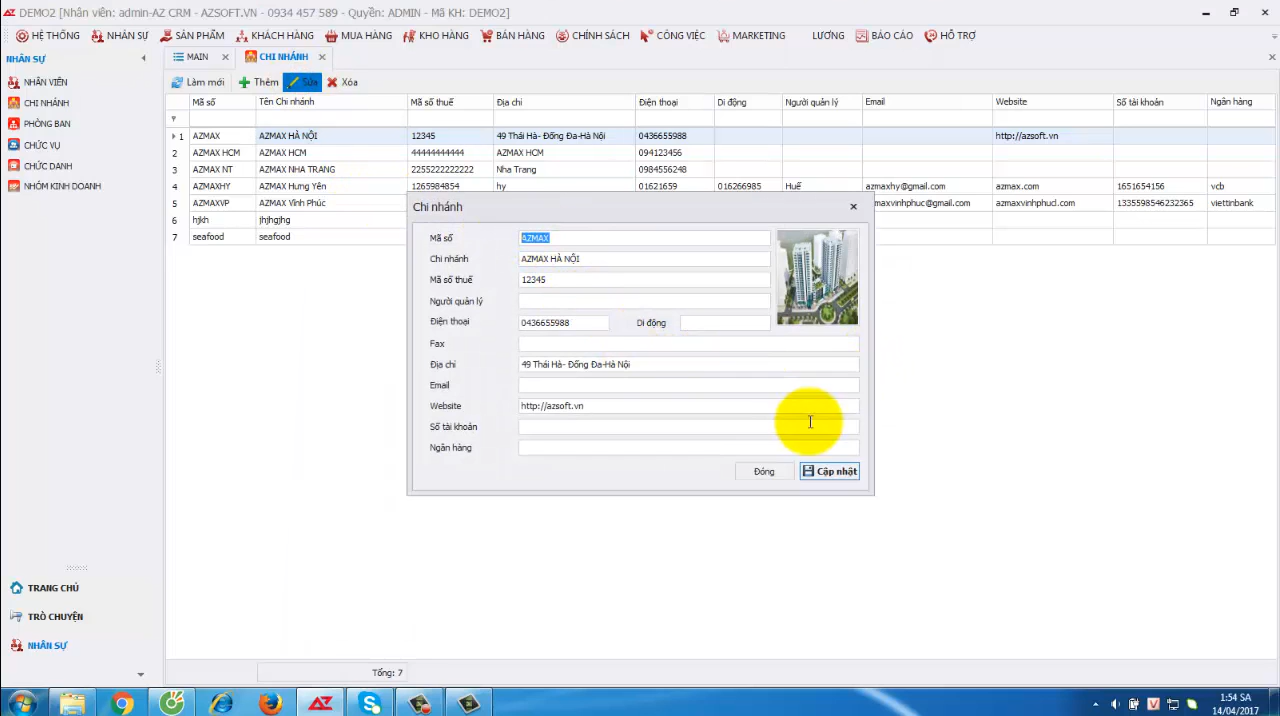 DEMO2 [Nhân viên: admin-AZ CRM - AZSOFT.VN - 0934 457 589 - Quyền: ADMIN - Mã KH: DEMO2]
HỆ THỐNG NHÂN SỰ SẢN PHẨM KHÁCH HÀNG MUA HÀNG KHO HÀNG BÁN HÀNG CHÍNH SÁCH CÔNG VIỆC MARKETING LƯƠNG BÁO CÁO HỖ TRỢ
NHÂN SỰ MAIN CHI NHÁNH
NHÂN VIÊN Làm mới Thêm Sửa Xóa
CHI NHÁNH Mã số Tên Chi nhánh Mã số thuế Địa chỉ Điện thoại Di động Người quản lý Email Website Số tài khoản Ngân hàng
PHÒNG BAN
CHỨC VỤ 1 AZMAX AZMAX HÀ NỘI 12345 49 Thái Hà- Đống Đa-Hà Nội 0436655988 http://azsoft.vn
2 AZMAX HCM AZMAX HCM 44444444444 AZMAX HCM 094123456
CHỨC DANH 3 AZMAX NT AZMAX NHA TRANG 2255222222222 Nha Trang 0984556248
NHÓM KINH DOANH 4 AZMAXHY AZMAX Hưng Yên 1265984854 hy 01621659 016266985 Huế azmaxhy@gmail.com azmax.com 1651654156 vcb
5 AZMAXVP AZMAX Vĩnh Phúc azmaxvinhphuc@gmail.com azmaxvinhphucl.com 1335598546232365 viettinbank
6 hjkh jhjhgjhg
7 seafood seafood
Chi nhánh
Mã số AZMAX
Chi nhánh AZMAX HÀ NỘI
Mã số thuế 12345
Người quản lý
Điện thoại 0436655988 Di động
Fax
Địa chỉ 49 Thái Hà- Đống Đa-Hà Nội
Email
Website http://azsoft.vn
Số tài khoản
Ngân hàng
Đóng Cập nhật
TRANG CHỦ
TRÒ CHUYỆN
NHÂN SỰ
Tổng: 7
AZ V 1:54 SA
14/04/2017